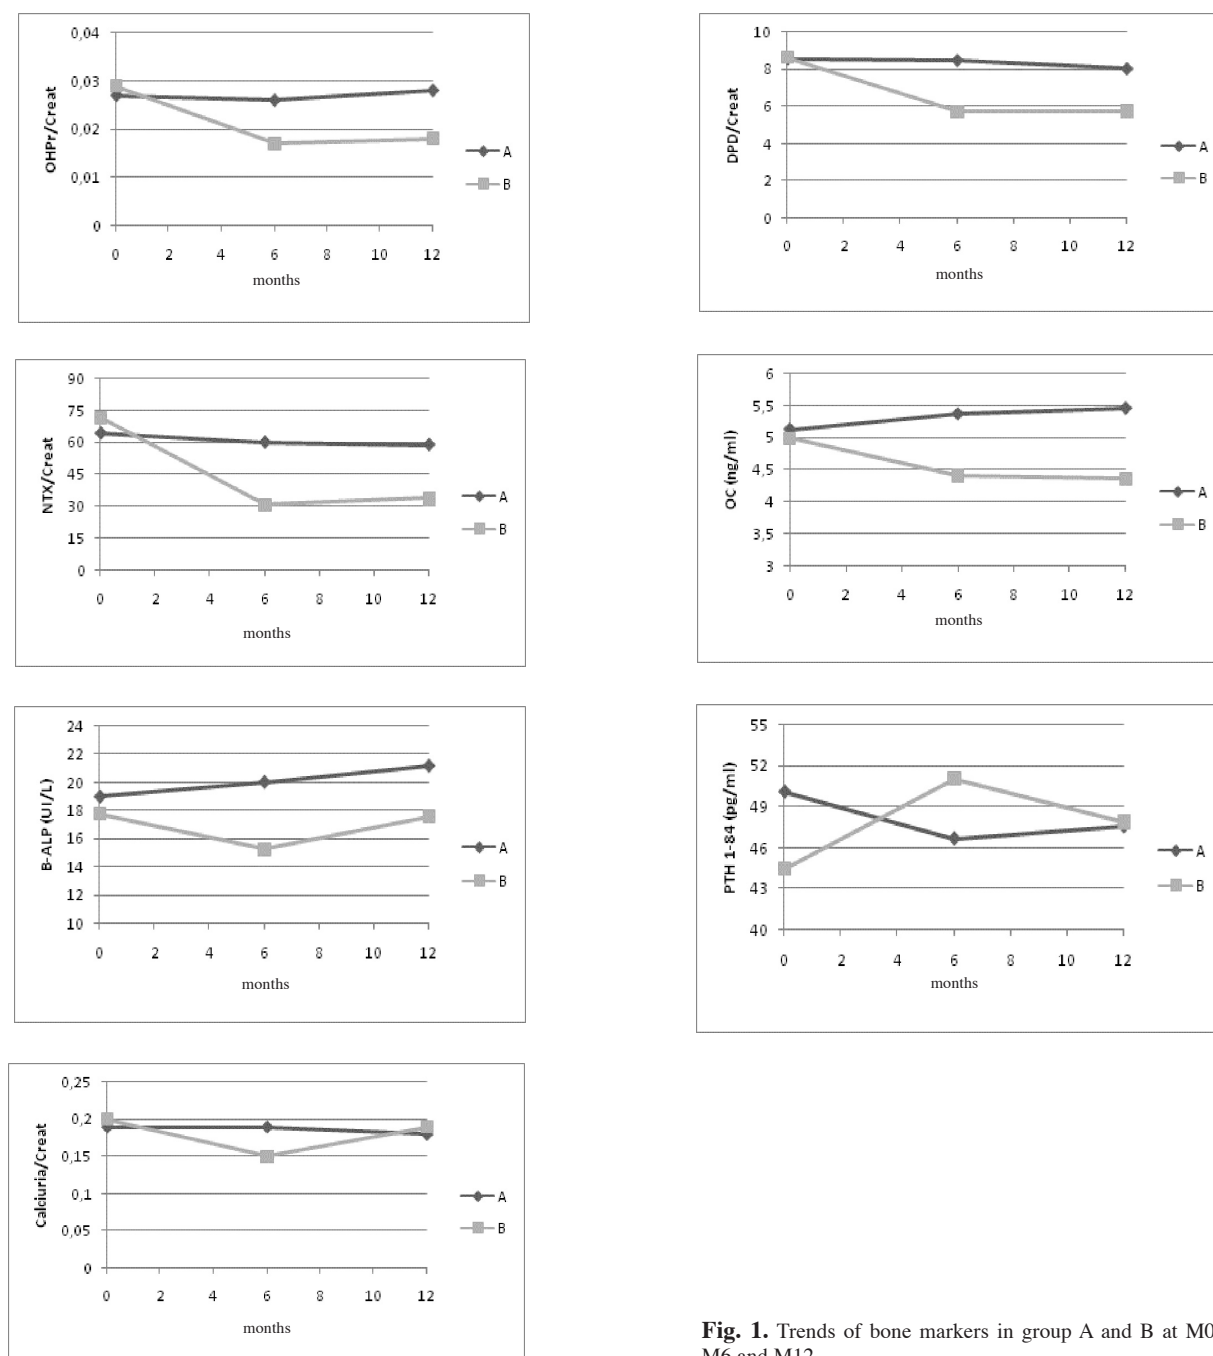 0,04
0,03
0,02
0,01
0
OHPr/Creat
0 2 4 6 8 10 12
months
A
B
10
8
6
4
2
0
DPD/Creat
0 2 4 6 8 10 12
months
A
B
90
75
60
45
30
15
0
NTX/Creat
0 2 4 6 8 10 12
months
A
B
6
5,5
5
4,5
4
3,5
3
OC (ng/ml)
0 2 4 6 8 10 12
months
A
B
24
22
20
18
16
14
12
10
B-ALP (UI/L)
0 2 4 6 8 10 12
months
A
B
55
52
49
46
43
40
PTH 1-84 (pg/ml)
0 2 4 6 8 10 12
months
A
B
0,25
0,2
0,15
0,1
0,05
0
Calciuria/Creat
0 2 4 6 8 10 12
months
A
B
Fig. 1. Trends of bone markers in group A and B at M0
M6 and M12